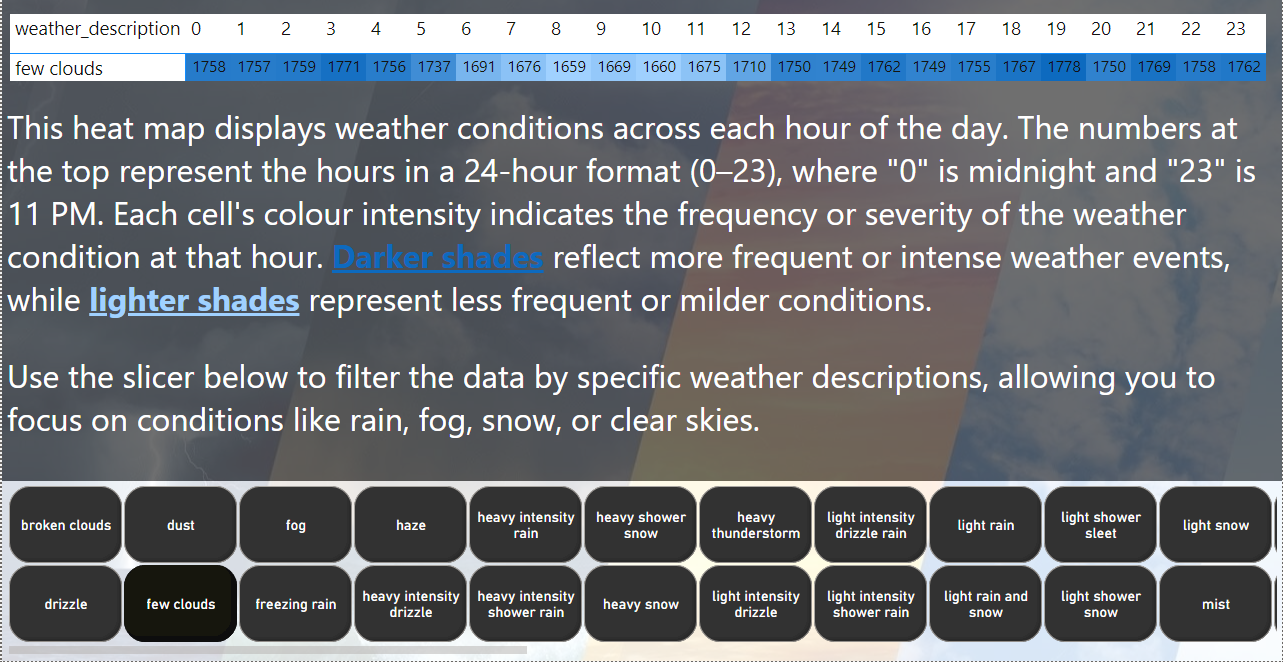 weather_description 0 1 2 3 4 5 6 7 8 9 10 11 12 13 14 15 16 17 18 19 20 21 22 23
few clouds 1758 1757 1759 1771 1756 1737 1691 1676 1659 1669 1660 1675 1710 1750 1749 1762 1749 1755 1767 1778 1750 1769 1758 1762
This heat map displays weather conditions across each hour of the day. The numbers at
the top represent the hours in a 24-hour format (0–23), where "0" is midnight and "23" is
11 PM. Each cell's colour intensity indicates the frequency or severity of the weather
condition at that hour. Darker shades reflect more frequent or intense weather events,
while lighter shades represent less frequent or milder conditions.
Use the slicer below to filter the data by specific weather descriptions, allowing you to
focus on conditions like rain, fog, snow, or clear skies.
broken clouds
dust
fog
haze
heavy intensity
rain
heavy shower
snow
heavy
thunderstorm
light intensity
drizzle rain
light rain
light shower
sleet
light snow
drizzle
few clouds
freezing rain
heavy intensity
drizzle
heavy intensity
shower rain
heavy snow
light intensity
drizzle
light intensity
shower rain
light rain and
snow
light shower
snow
mist